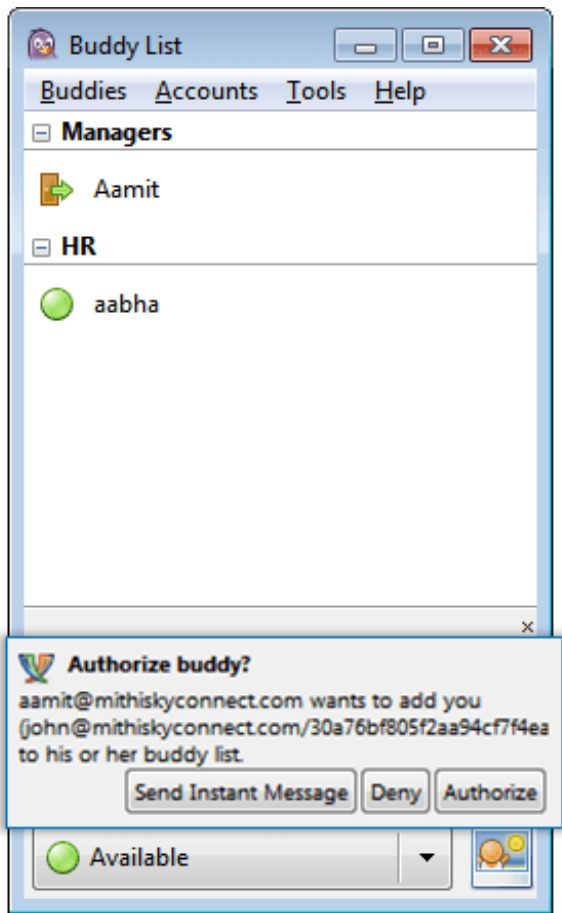 Buddy List
Buddies Accounts Tools Help
Managers
Aamit
HR
aabha
Authorize buddy?
aamit@mithiskyconnect.com wants to add you
(john@mithiskyconnect.com/30a76bf805f2aa94cf7f4ea
to his or her buddy list.
Send Instant Message Deny Authorize
Available